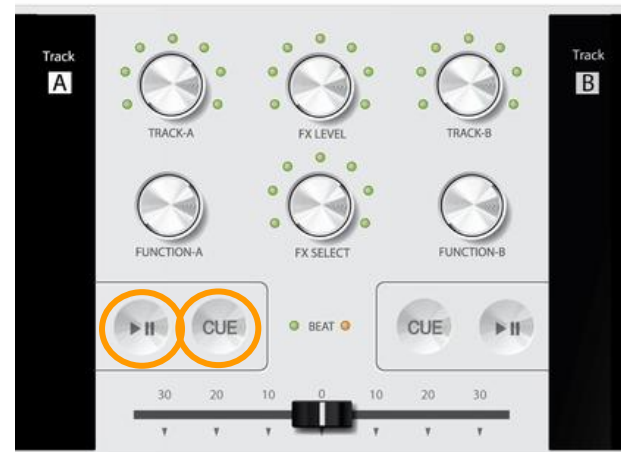 Track
A
Track
B
TRACK-A
FX LEVEL
TRACK-B
FUNCTION-A
FX SELECT
FUNCTION-B
CUE
BEAT
CUE
30 20 10 0 10 20 30